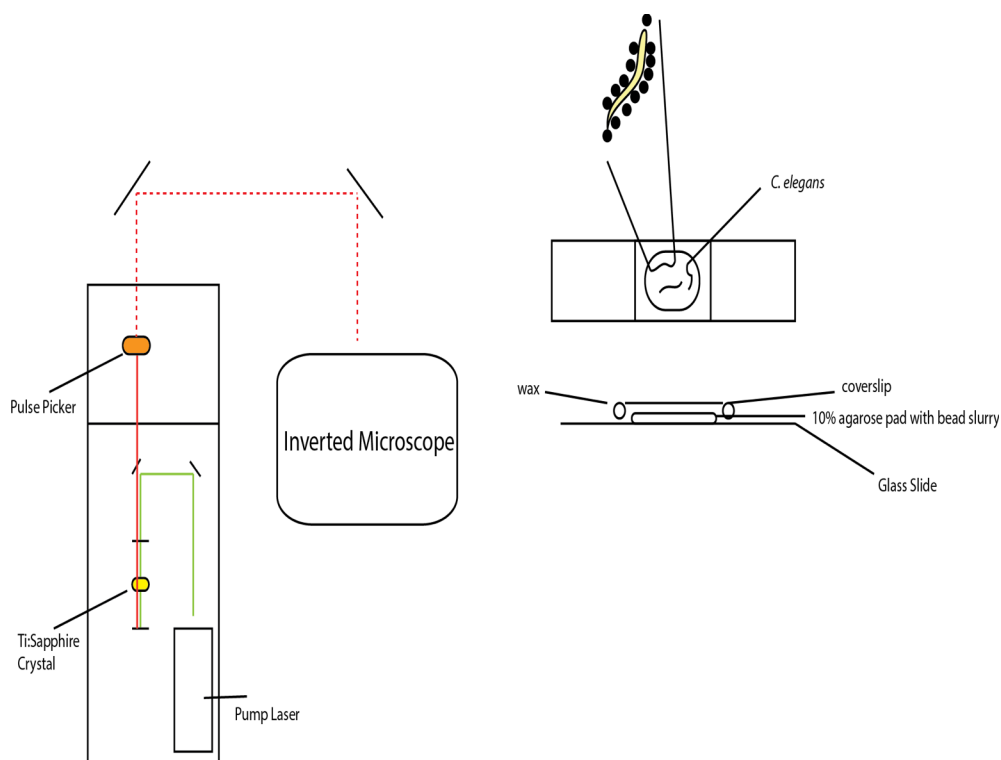 C. elegans
Pulse Picker
Inverted Microscope
wax
coverslip
10% agarose pad with bead slurry
Glass Slide
Ti:Sapphire
Crystal
Pump Laser